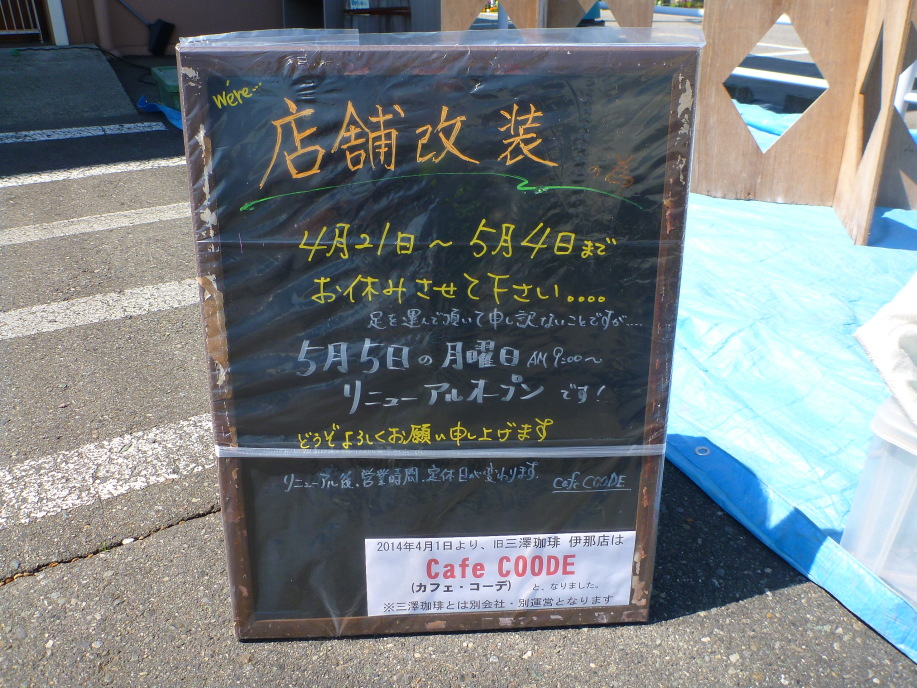 We're...
店舗改装
の為
4月21日～5月4日まで
お休みさせて下さい....
足を運んで頂いて申し訳ないことですが...
5月5日の月曜日AM9:00～
リニューアルオープンです!
どうぞよろしくお願い申し上げます
リニューアル後、営業時間、定休日が変わります。
Cafe COODE
2014年4月1日より、旧三澤珈琲 伊那店は
Cafe COODE
(カフェ・コーデ) と、なりました。
※三澤珈琲とは別会社・別運営となります